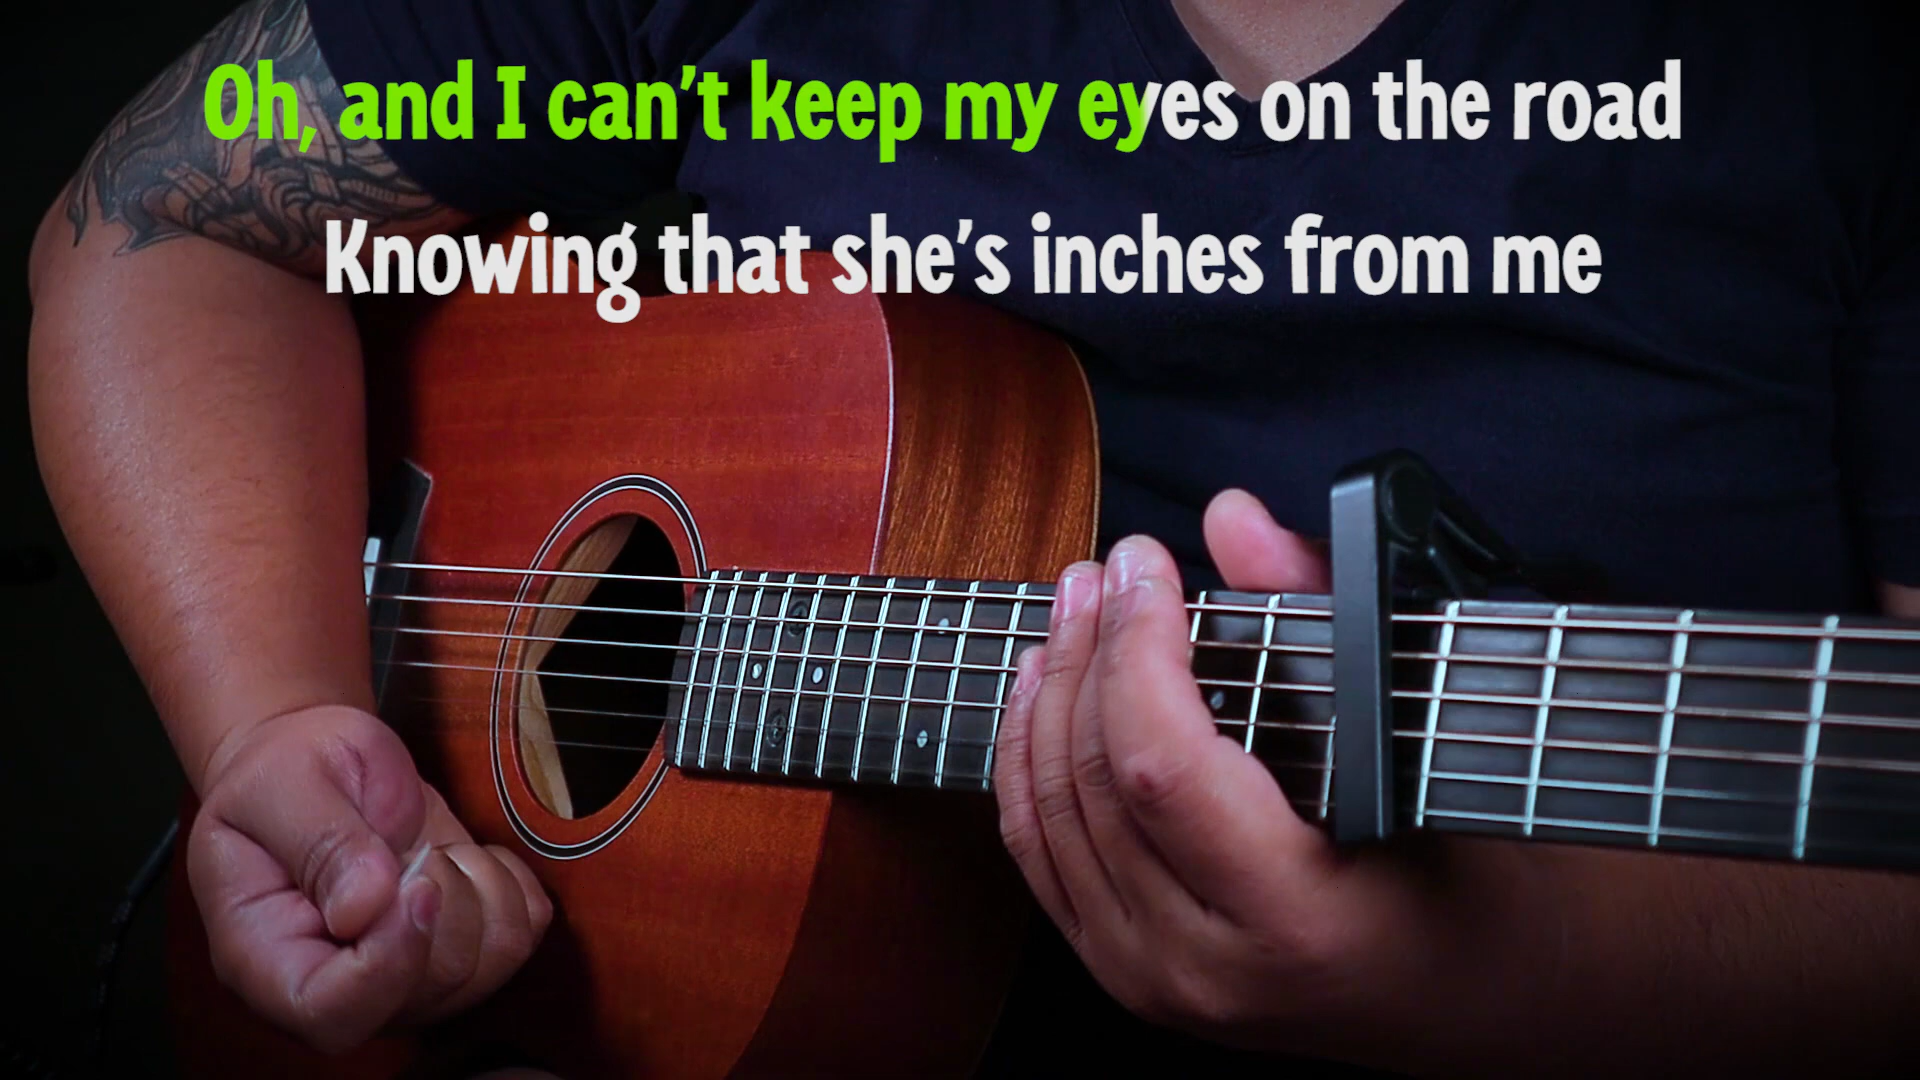 Oh, and I can't keep my eyes on the road
Knowing that she's inches from me